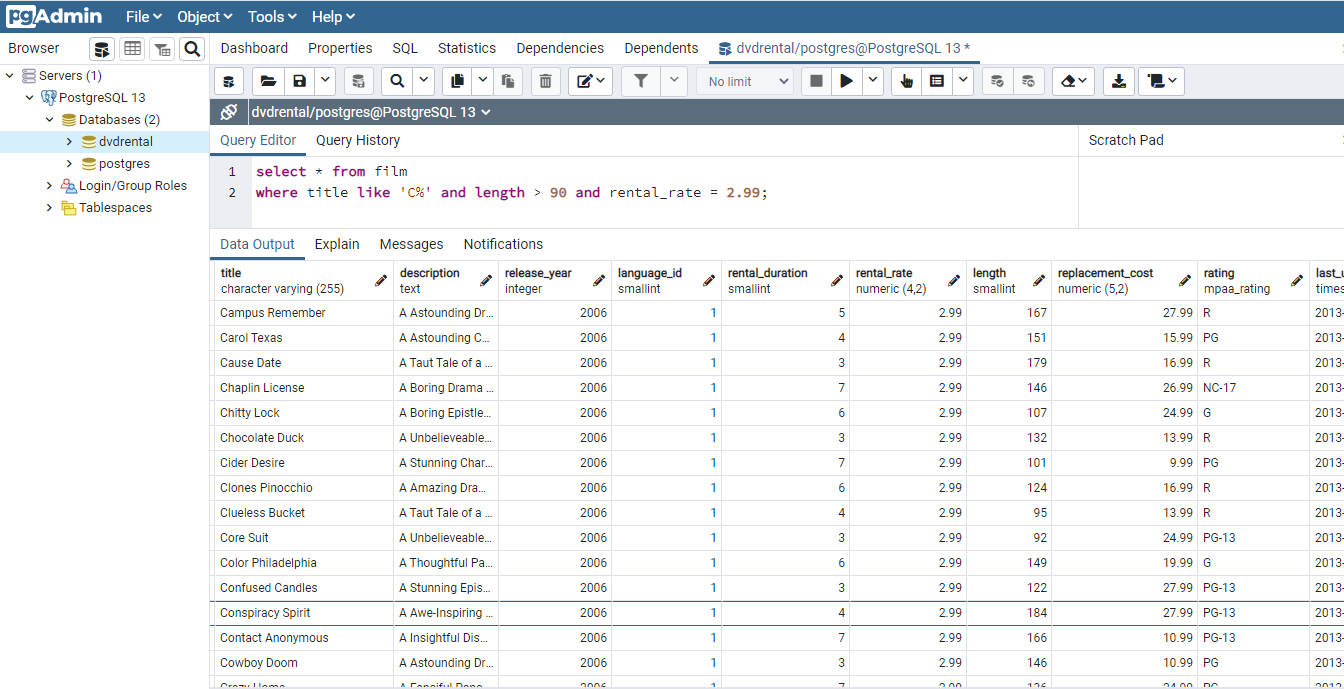 pgAdmin File Object Tools Help
Browser Dashboard Properties SQL Statistics Dependencies Dependents dvdrental/postgres@PostgreSQL 13 *
Servers (1)
PostgreSQL 13
Databases (2)
dvdrental
postgres
Login/Group Roles
Tablespaces
No limit
dvdrental/postgres@PostgreSQL 13
Query Editor Query History Scratch Pad
1 select * from film
2 where title like 'C%' and length > 90 and rental_rate = 2.99;
Data Output Explain Messages Notifications
title description release_year language_id rental_duration rental_rate length replacement_cost rating last_u
character varying (255) text integer smallint smallint numeric (4,2) smallint numeric (5,2) mpaa_rating times
Campus Remember A Astounding Dr... 2006 1 5 2.99 167 27.99 R 2013-
Carol Texas A Astounding C... 2006 1 4 2.99 151 15.99 PG 2013-
Cause Date A Taut Tale of a ... 2006 1 3 2.99 179 16.99 R 2013-
Chaplin License A Boring Drama ... 2006 1 7 2.99 146 26.99 NC-17 2013-
Chitty Lock A Boring Epistle... 2006 1 6 2.99 107 24.99 G 2013-
Chocolate Duck A Unbelieveable... 2006 1 3 2.99 132 13.99 R 2013-
Cider Desire A Stunning Char... 2006 1 7 2.99 101 9.99 PG 2013-
Clones Pinocchio A Amazing Dra... 2006 1 6 2.99 124 16.99 R 2013-
Clueless Bucket A Taut Tale of a ... 2006 1 4 2.99 95 13.99 R 2013-
Core Suit A Unbelieveable... 2006 1 3 2.99 92 24.99 PG-13 2013-
Color Philadelphia A Thoughtful Pa... 2006 1 6 2.99 149 19.99 G 2013-
Confused Candles A Stunning Epis... 2006 1 3 2.99 122 27.99 PG-13 2013-
Conspiracy Spirit A Awe-Inspiring ... 2006 1 4 2.99 184 27.99 PG-13 2013-
Contact Anonymous A Insightful Dis... 2006 1 7 2.99 166 10.99 PG-13 2013-
Cowboy Doom A Astounding Dr... 2006 1 3 2.99 146 10.99 PG 2013-